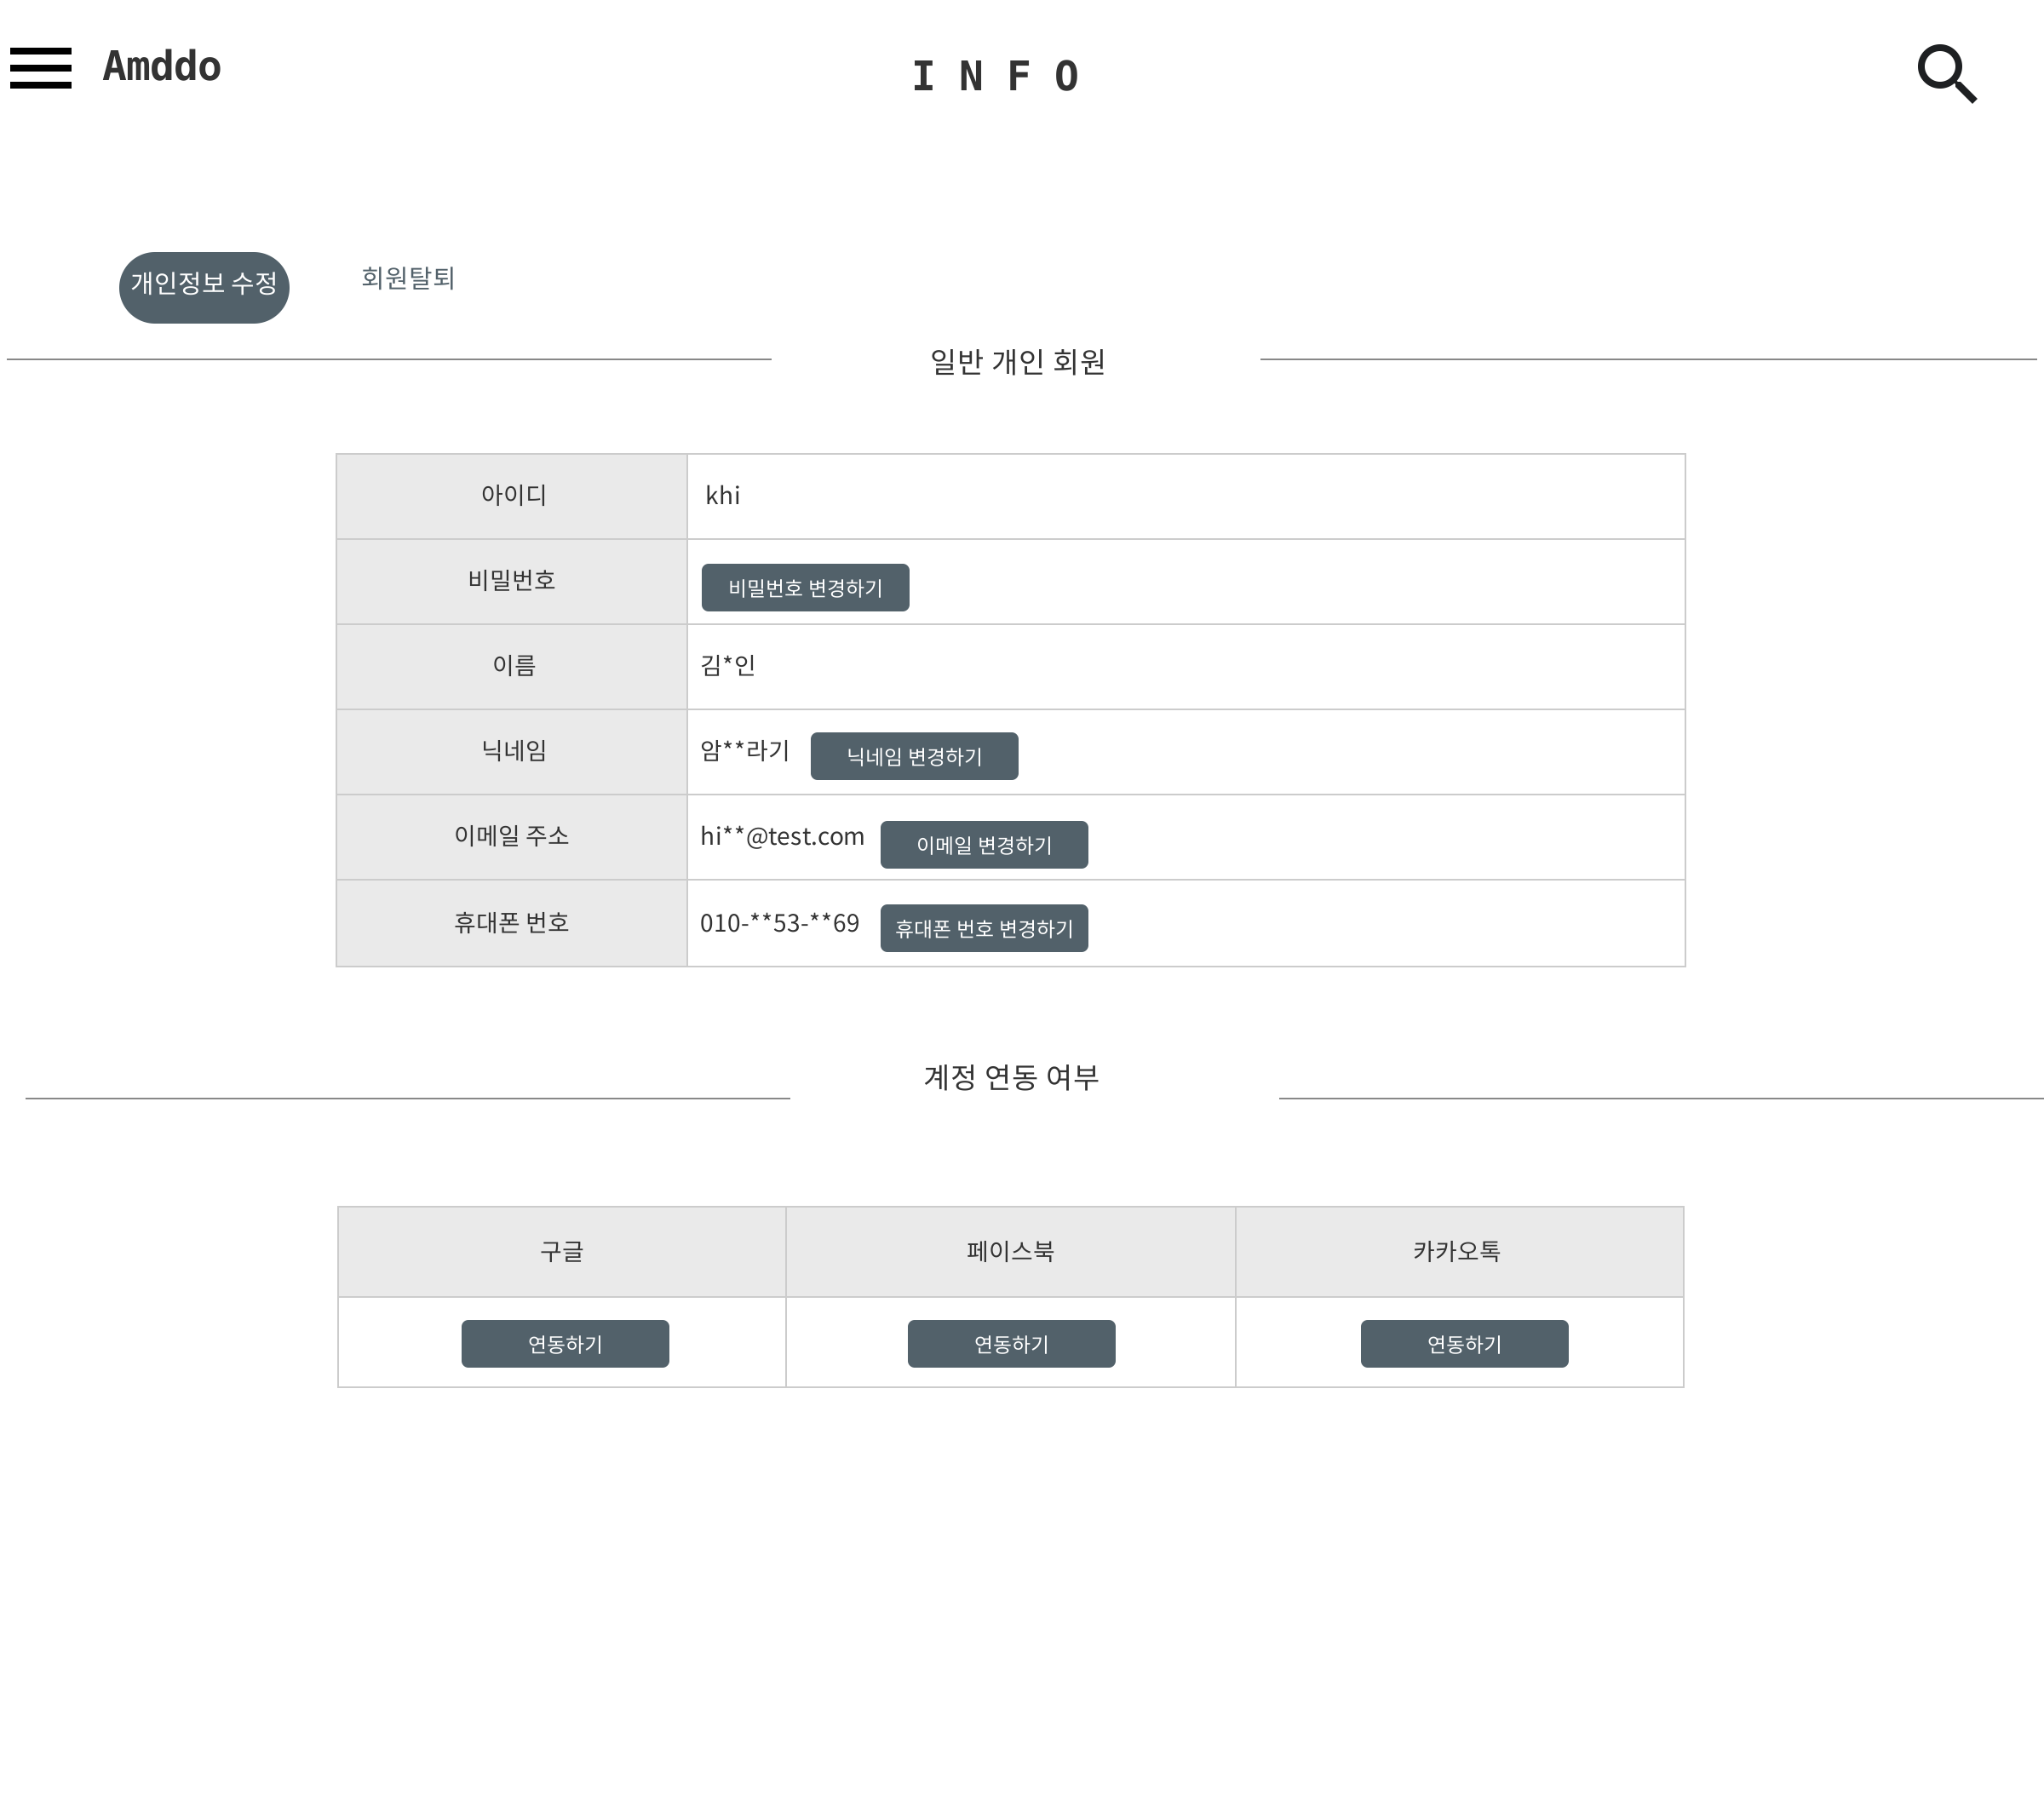 Amddo
I N F O
개인정보 수정
회원탈퇴
일반 개인 회원
아이디
khi
비밀번호
비밀번호 변경하기
이름
김*인
닉네임
암**라기
닉네임 변경하기
이메일 주소
hi**@test.com
이메일 변경하기
휴대폰 번호
010-**53-**69
휴대폰 번호 변경하기
계정 연동 여부
구글
페이스북
카카오톡
연동하기
연동하기
연동하기